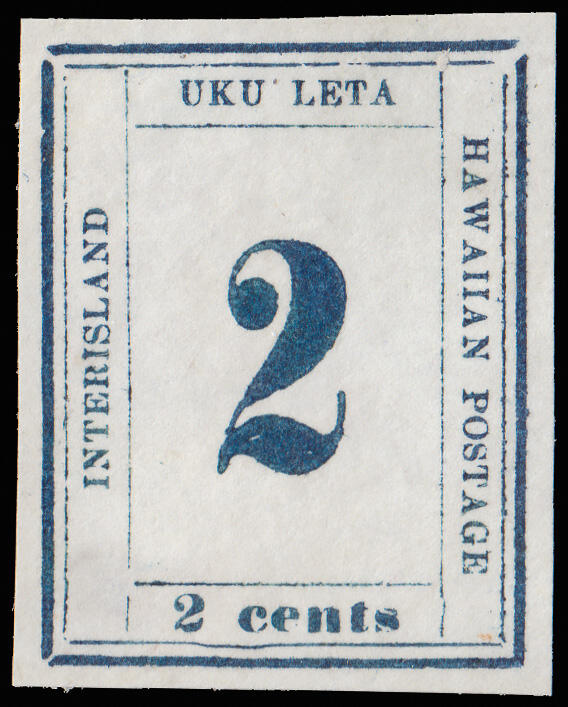 UKU LETA
INTERISLAND
2
HAWAIIAN POSTAGE
2 cents